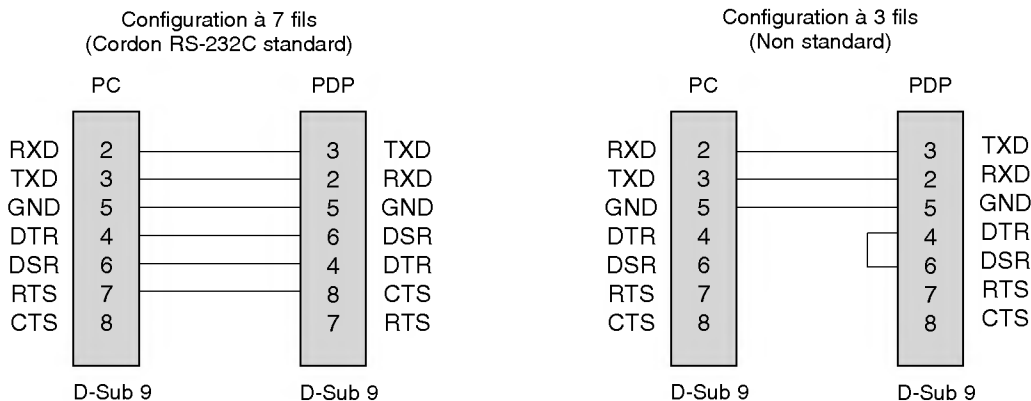 Configuration à 7 fils
(Cordon RS-232C standard)
PC PDP
RXD 2 3 TXD
TXD 3 2 RXD
GND 5 5 GND
DTR 4 6 DSR
DSR 6 4 DTR
RTS 7 8 CTS
CTS 8 7 RTS
D-Sub 9 D-Sub 9
Configuration à 3 fils
(Non standard)
PC PDP
RXD 2 3 TXD
TXD 3 2 RXD
GND 5 5 GND
DTR 4 4 DTR
DSR 6 6 DSR
RTS 7 7 RTS
CTS 8 8 CTS
D-Sub 9 D-Sub 9